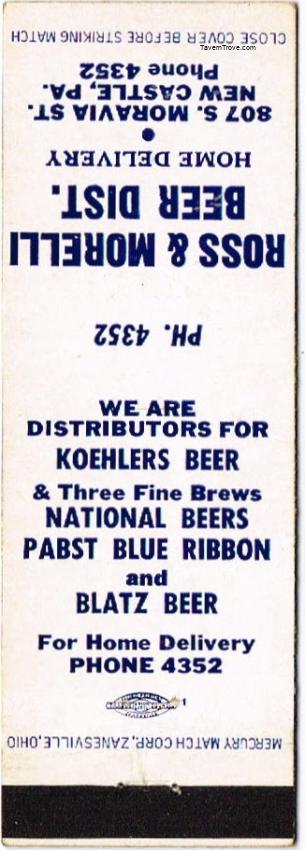 TavernTrove.com
CLOSE COVER BEFORE STRIKING MATCH
ROSS & MORELLI
BEER DIST.
HOME DELIVERY
●
807 S. MORAVIA ST.
NEW CASTLE, PA.
Phone 4352
PH. 4352
WE ARE
DISTRIBUTORS FOR
KOEHLERS BEER
& Three Fine Brews
NATIONAL BEERS
PABST BLUE RIBBON
and
BLATZ BEER
For Home Delivery
PHONE 4352
1
MERCURY MATCH CORP., ZANESVILLE, OHIO